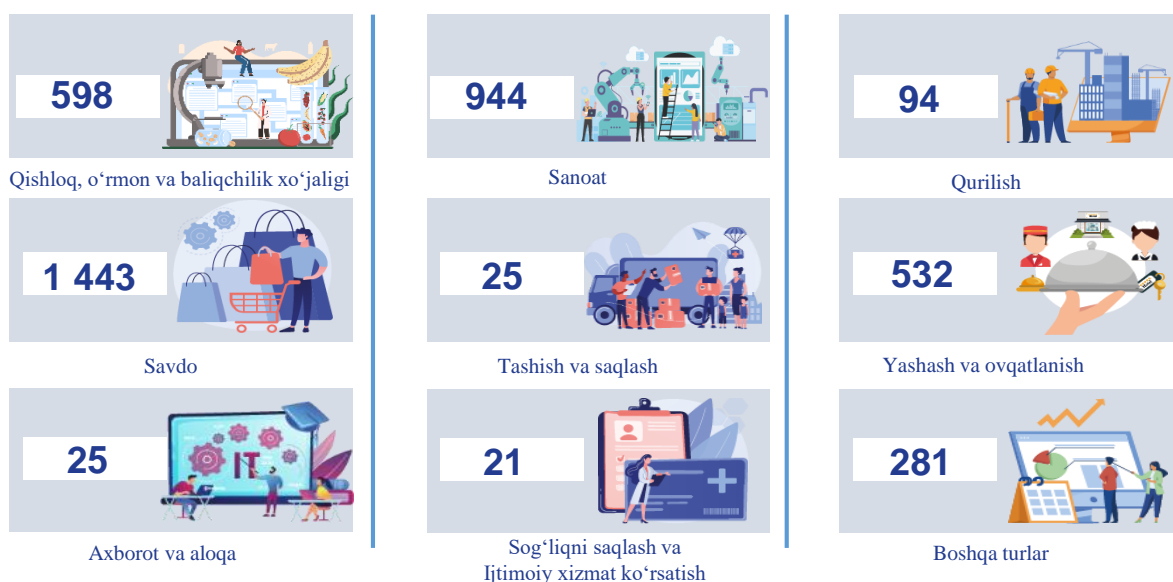 598
944
94
Qishloq, o‘rmon va baliqchilik xo‘jaligi
Sanoat
Qurilish
1 443
25
532
Savdo
Tashish va saqlash
Yashash va ovqatlanish
IT
25
21
281
Axborot va aloqa
Sog‘liqni saqlash va
Ijtimoiy xizmat ko‘rsatish
Boshqa turlar